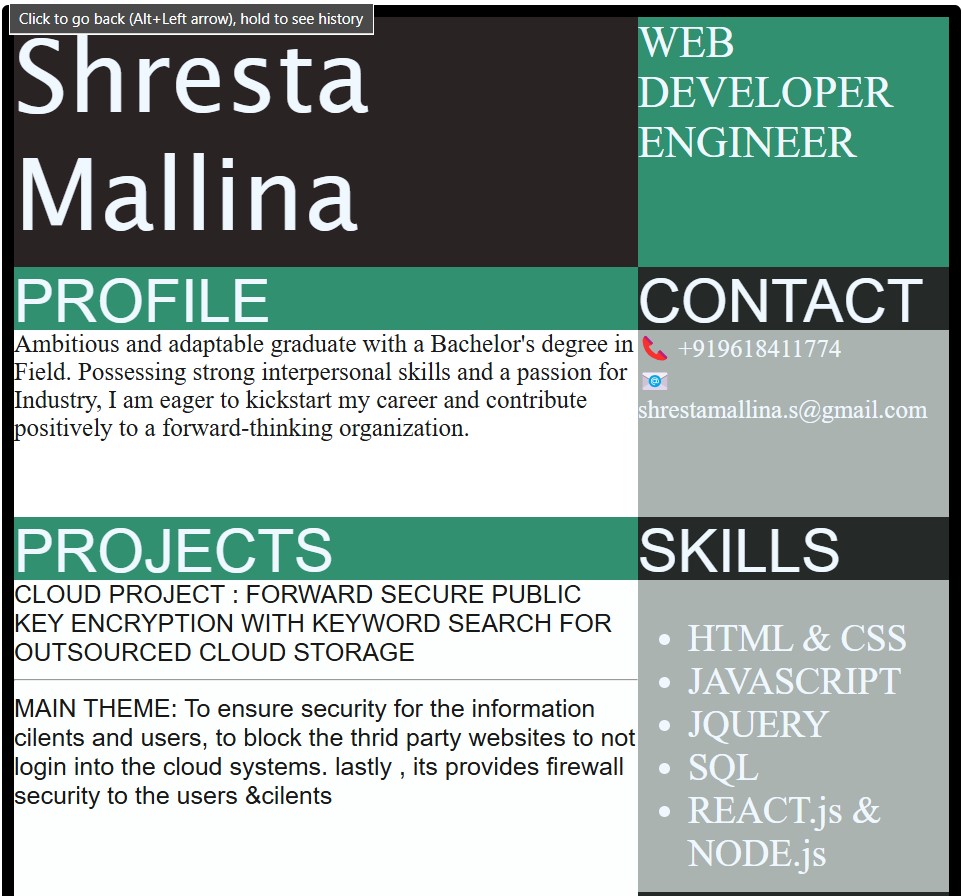 Click to go back (Alt+Left arrow), hold to see history
Shresta
Mallina
WEB
DEVELOPER
ENGINEER
PROFILE
Ambitious and adaptable graduate with a Bachelor's degree in
Field. Possessing strong interpersonal skills and a passion for
Industry, I am eager to kickstart my career and contribute
positively to a forward-thinking organization.
CONTACT
📞 +919618411774
📧
shrestamallina.s@gmail.com
PROJECTS
CLOUD PROJECT : FORWARD SECURE PUBLIC
KEY ENCRYPTION WITH KEYWORD SEARCH FOR
OUTSOURCED CLOUD STORAGE
MAIN THEME: To ensure security for the information
cilents and users, to block the thrid party websites to not
login into the cloud systems. lastly , its provides firewall
security to the users &cilents
SKILLS
• HTML & CSS
• JAVASCRIPT
• JQUERY
• SQL
• REACT.js &
NODE.js